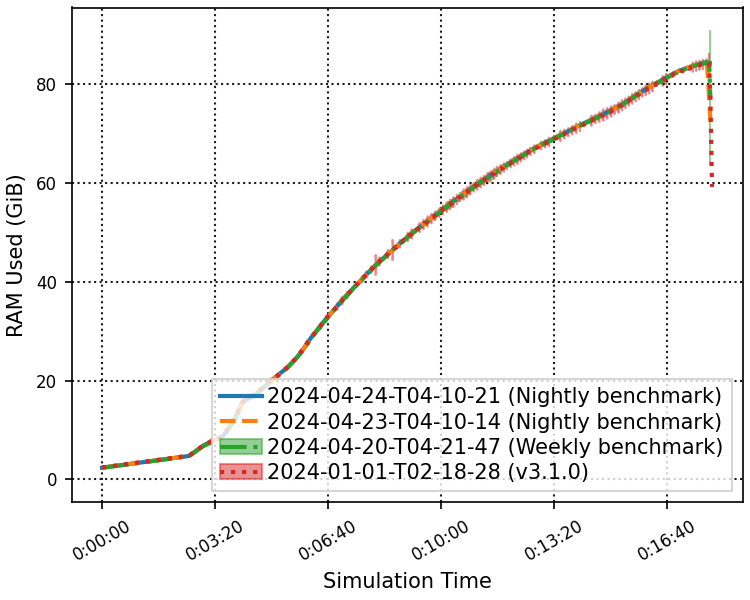 80
60
40
20
0
RAM Used (GiB)
2024-04-24-T04-10-21 (Nightly benchmark)
2024-04-23-T04-10-14 (Nightly benchmark)
2024-04-20-T04-21-47 (Weekly benchmark)
2024-01-01-T02-18-28 (v3.1.0)
0:00:00
0:03:20
0:06:40
0:10:00
0:13:20
0:16:40
Simulation Time